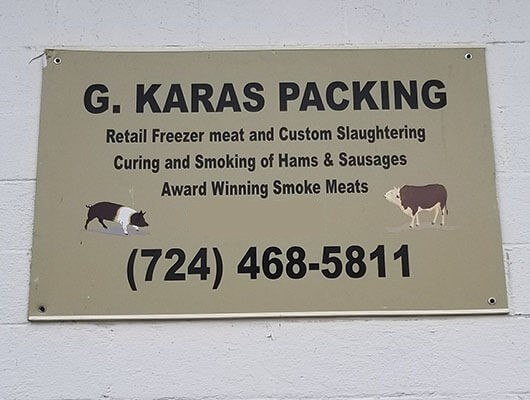 G. KARAS PACKING
Retail Freezer meat and Custom Slaughtering
Curing and Smoking of Hams & Sausages
Award Winning Smoke Meats
(724) 468-5811